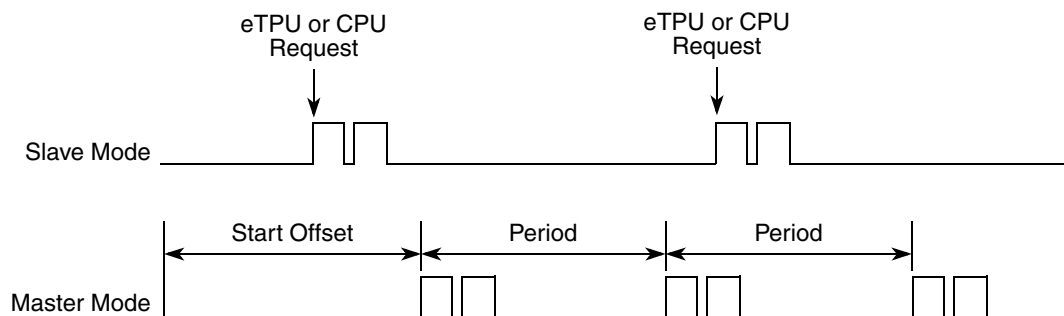 eTPU or CPU
Request
eTPU or CPU
Request
Slave Mode
Start Offset
Period
Period
Master Mode